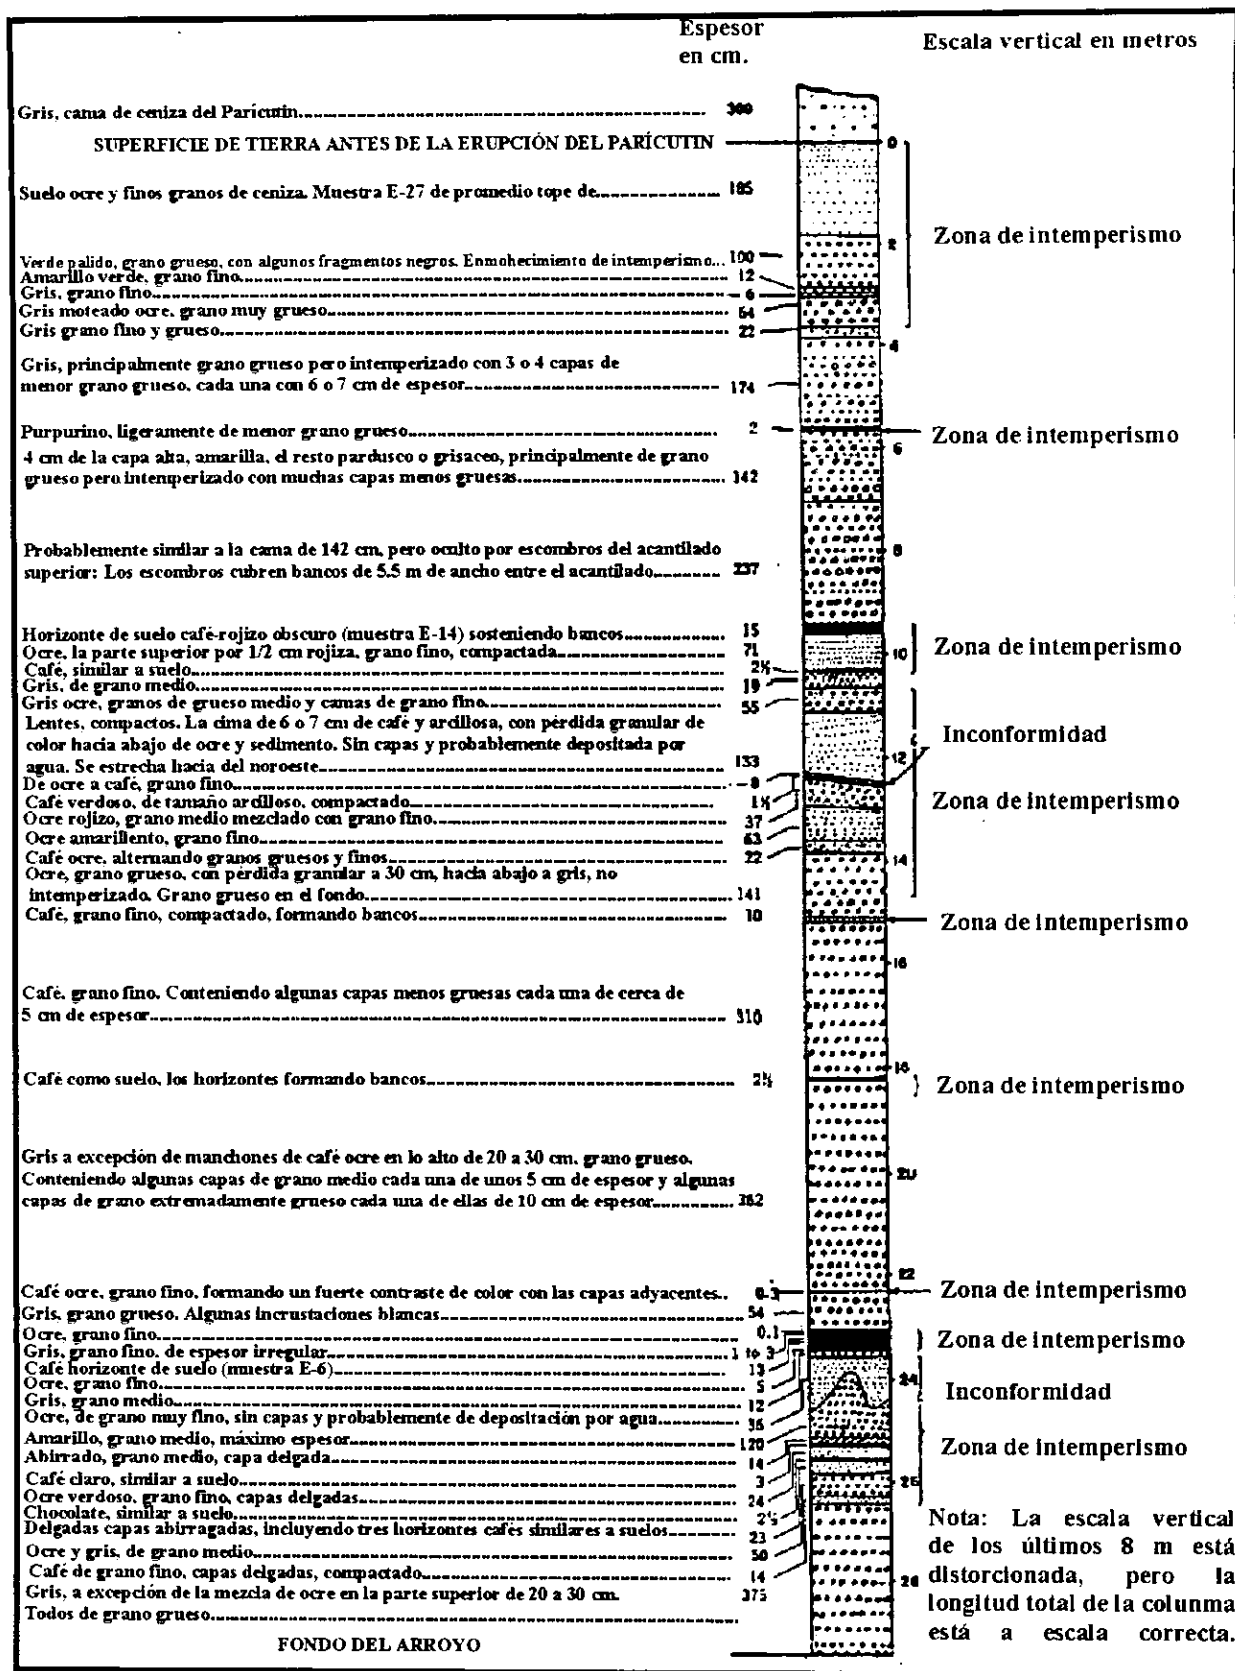 Espesor
en cm.
Escala vertical en metros
Gris, cama de ceniza del Parícutin 300
SUPERFICIE DE TIERRA ANTES DE LA ERUPCIÓN DEL PARÍCUTIN
0
Suelo ocre y finos granos de ceniza. Muestra E-27 de promedio tope de 185
Zona de intemperismo
2
Verde palido, grano grueso, con algunos fragmentos negros. Enmohecimiento de intemperismo... 100
Amarillo verde, grano fino 12
Gris, grano fino 6
Gris moteado ocre, grano muy grueso 54
Gris grano fino y grueso 22
4
Gris, principalmente grano grueso pero intemperizado con 3 o 4 capas de
menor grano grueso, cada una con 6 o 7 cm de espesor 174
Purpurino, ligeramente de menor grano grueso 2
Zona de intemperismo
6
4 cm de la capa alta, amarilla, el resto pardusco o grisaceo, principalmente de grano
grueso pero intemperizado con muchas capas menos gruesas 142
8
Probablemente similar a la cama de 142 cm, pero oculto por escombros del acantilado
superior: Los escombros cubren bancos de 5.5 m de ancho entre el acantilado 237
Horizonte de suelo café-rojizo obscuro (muestra E-14) sosteniendo bancos 15
Zona de intemperismo
Ocre, la parte superior por 1/2 cm rojiza, grano fino, compactada 71
10
Café, similar a suelo 2½
Gris, de grano medio 19
Gris ocre, granos de grueso medio y camas de grano fino 55
Lentes, compactos. La cima de 6 o 7 cm de café y arcillosa, con pérdida granular de
color hacia abajo de ocre y sedimento. Sin capas y probablemente depositada por
agua. Se estrecha hacia del noroeste 133
Inconformidad
12
De ocre a café, grano fino 8
Café verdoso, de tamaño arcilloso, compactado 1½
Zona de intemperismo
Ocre rojizo, grano medio mezclado con grano fino 37
Ocre amarillento, grano fino 63
Café ocre, alternando granos gruesos y finos 22
14
Ocre, grano grueso, con pérdida granular a 30 cm, hacia abajo a gris, no
intemperizado. Grano grueso en el fondo 141
Café, grano fino, compactado, formando bancos 10
Zona de intemperismo
16
Café, grano fino. Conteniendo algunas capas menos gruesas cada una de cerca de
5 cm de espesor 310
18
Café como suelo, los horizontes formando bancos 2½
Zona de intemperismo
Gris a excepción de manchones de café ocre en lo alto de 20 a 30 cm, grano grueso.
Conteniendo algunas capas de grano medio cada una de unos 5 cm de espesor y algunas
capas de grano extremadamente grueso cada una de ellas de 10 cm de espesor 382
20
22
Café ocre, grano fino, formando un fuerte contraste de color con las capas adyacentes.. 0.3
Zona de intemperismo
Gris, grano grueso. Algunas incrustaciones blancas 54
Ocre, grano fino 0.1
Zona de intemperismo
Gris, grano fino, de espesor irregular 1 to 3
Café horizonte de suelo (muestra E-6) 13
Ocre, grano fino 5
24
Gris, grano medio 12
Inconformidad
Ocre, de grano muy fino, sin capas y probablemente de depositación por agua 36
Amarillo, grano medio, máximo espesor 120
Zona de intemperismo
Abirrado, grano medio, capa delgada 14
Café claro, similar a suelo 3
26
Ocre verdoso, grano fino, capas delgadas 24
Chocolate, similar a suelo 2½
Delgadas capas abirragadas, incluyendo tres horizontes cafés similares a suelos 23
Ocre y gris, de grano medio 50
Café de grano fino, capas delgadas, compactado 14
Gris, a excepción de la mezcla de ocre en la parte superior de 20 a 30 cm. 375
Todos de grano grueso
28
FONDO DEL ARROYO
Nota: La escala vertical
de los últimos 8 m está
distorcionada, pero la
longitud total de la colunma
está a escala correcta.